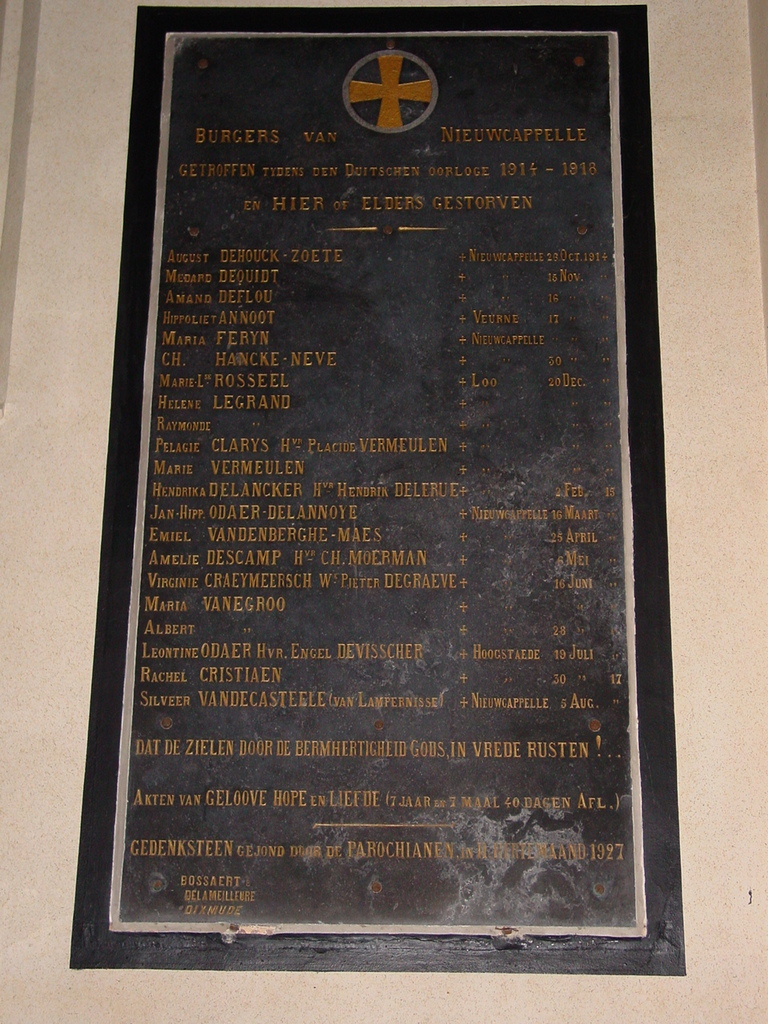 BURGERS VAN NIEUWCAPPELLE
GETROFFEN TYDENS DEN DUITSCHEN OORLOGE 1914 - 1918
EN HIER OF ELDERS GESTORVEN
AUGUST DEHOUCK-ZOETE + NIEUWCAPPELLE 28 OCT. 1914
MEDARD DEQUIDT + " 15 NOV. "
AMAND DEFLOU + " 16 " "
HIPPOLIET ANNOOT + VEURNE 17 " "
MARIA FERYN + NIEUWCAPPELLE " " "
CH. HANCKE-NEVE + " 30 " "
MARIE-LSE ROSSEEL + LOO 20 DEC. "
HELENE LEGRAND + " " " "
RAYMONDE " + " " " "
PELAGIE CLARYS HVR PLACIDE VERMEULEN + " " " "
MARIE VERMEULEN + " " " "
HENDRIKA DELANCKER HVR HENDRIK DELERUE + " 2 FEB. 15
JAN-HIPP. ODAER-DELANNOYE + NIEUWCAPPELLE 16 MAART "
EMIEL VANDENBERGHE-MAES + " 25 APRIL "
AMELIE DESCAMP HVR CH. MOERMAN + " MEI "
VIRGINIE CRAEYMEERSCH WE PIETER DEGRAEVE + " 16 JUNI "
MARIA VANEGROO + " " "
ALBERT " + " 28 " "
LEONTINE ODAER HVR. ENGEL DEVISSCHER + HOOGSTAEDE 19 JULI "
RACHEL CRISTIAEN + " 30 " 17
SILVEER VANDECASTEELE (VAN LAMPERNISSE) + NIEUWCAPPELLE 5 AUG. "
DAT DE ZIELEN DOOR DE BERMHERTIGHEID GODS, IN VREDE RUSTEN !..
AKTEN VAN GELOOVE HOPE EN LIEFDE (7 JAAR EN 7 MAAL 40 DAGEN AFL.)
GEDENKSTEEN GEJOND DOOR DE PAROCHIANEN, IN 1927
BOSSAERT-
DELAMEILLEURE
DIXMUDE